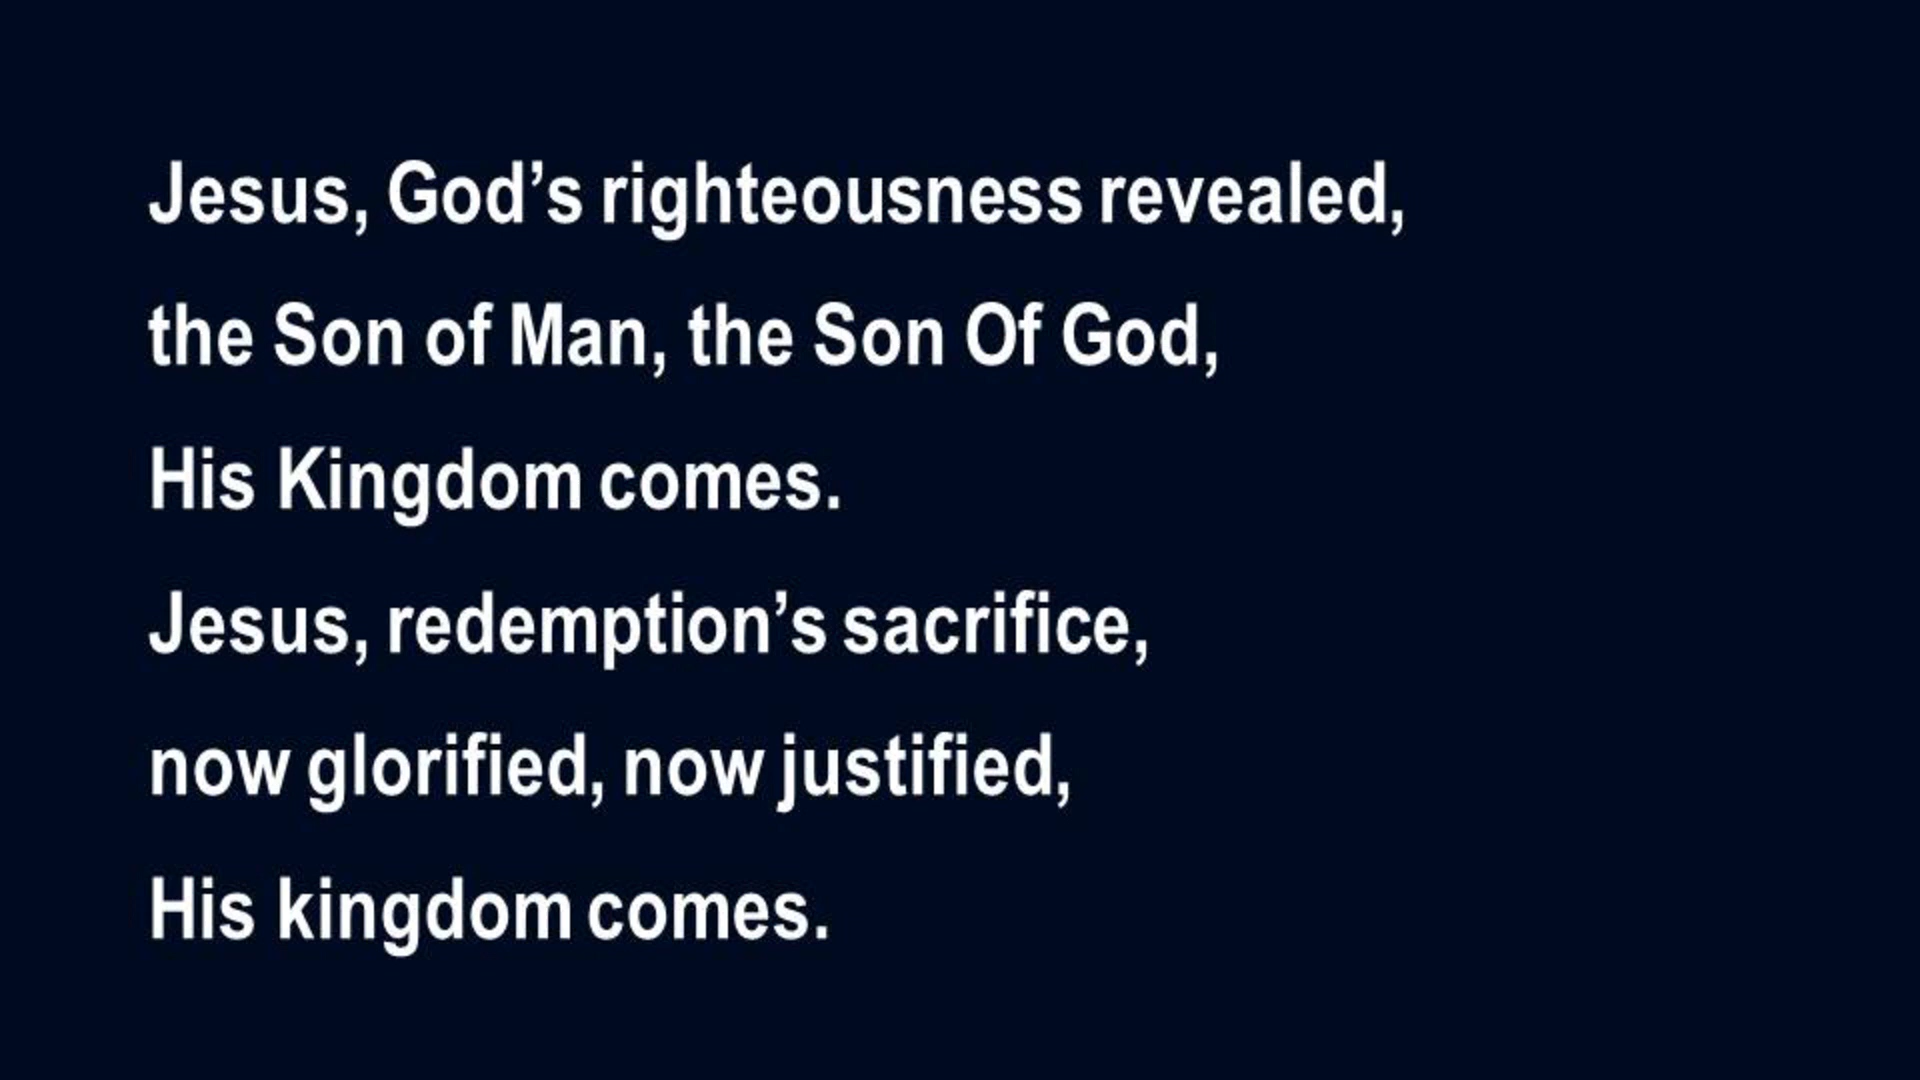 Jesus, God’s righteousness revealed,
the Son of Man, the Son Of God,
His Kingdom comes.
Jesus, redemption’s sacrifice,
now glorified, now justified,
His kingdom comes.